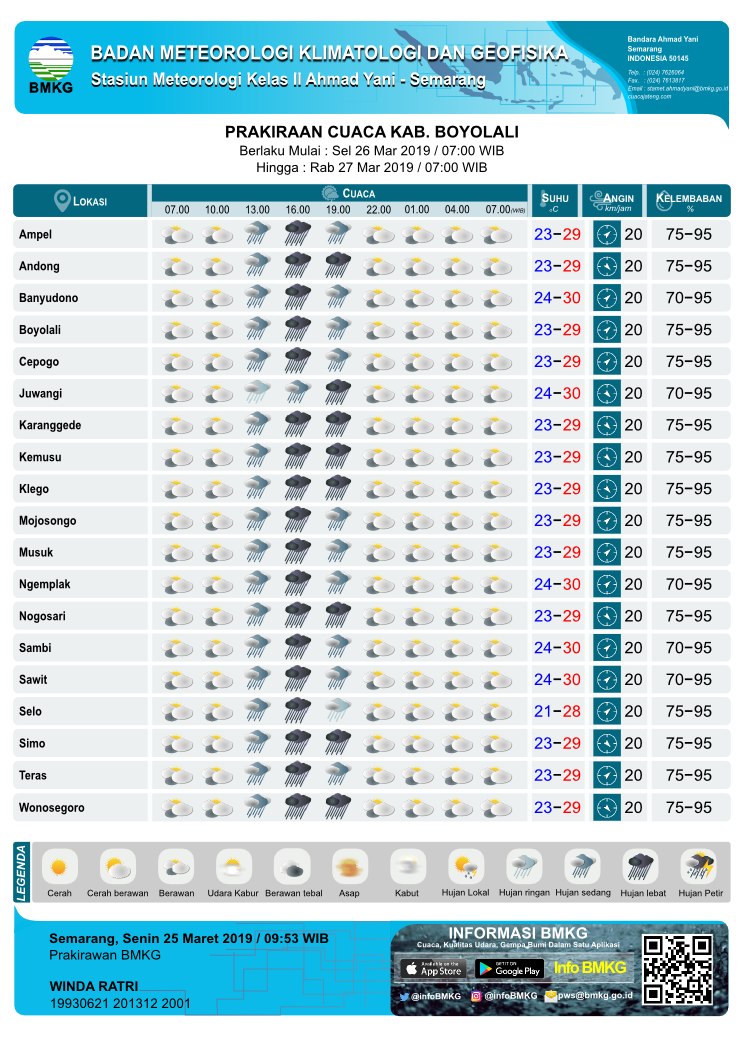 BMKG
BADAN METEOROLOGI KLIMATOLOGI DAN GEOFISIKA
Stasiun Meteorologi Kelas II Ahmad Yani - Semarang
Bandara Ahmad Yani
Semarang
INDONESIA 50145
Telp. : (024) 7626064
Fax. : (024) 7613817
Email : stamet.ahmadyani@bmkg.go.id
cuacajateng.com
PRAKIRAAN CUACA KAB. BOYOLALI
Berlaku Mulai : Sel 26 Mar 2019 / 07:00 WIB
Hingga : Rab 27 Mar 2019 / 07:00 WIB
LOKASI CUACA SUHU °C ANGIN km/jam KELEMBABAN %
07.00 10.00 13.00 16.00 19.00 22.00 01.00 04.00 07.00 (WIB)
Ampel 23-29 20 75-95
Andong 23-29 20 75-95
Banyudono 24-30 20 70-95
Boyolali 23-29 20 75-95
Cepogo 23-29 20 75-95
Juwangi 24-30 20 70-95
Karanggede 23-29 20 75-95
Kemusu 23-29 20 75-95
Klego 23-29 20 75-95
Mojosongo 23-29 20 75-95
Musuk 23-29 20 75-95
Ngemplak 24-30 20 70-95
Nogosari 23-29 20 75-95
Sambi 24-30 20 70-95
Sawit 24-30 20 70-95
Selo 21-28 20 75-95
Simo 23-29 20 75-95
Teras 23-29 20 75-95
Wonosegoro 23-29 20 75-95
LEGENDA
Cerah Cerah berawan Berawan Udara Kabur Berawan tebal Asap Kabut Hujan Lokal Hujan ringan Hujan sedang Hujan lebat Hujan Petir
Semarang, Senin 25 Maret 2019 / 09:53 WIB
Prakirawan BMKG
WINDA RATRI
19930621 201312 2001
INFORMASI BMKG
Cuaca, Kualitas Udara, Gempa Bumi Dalam Satu Aplikasi
Available on the App Store
GET IT ON Google Play
Info BMKG
@infoBMKG @infoBMKG pws@bmkg.go.id